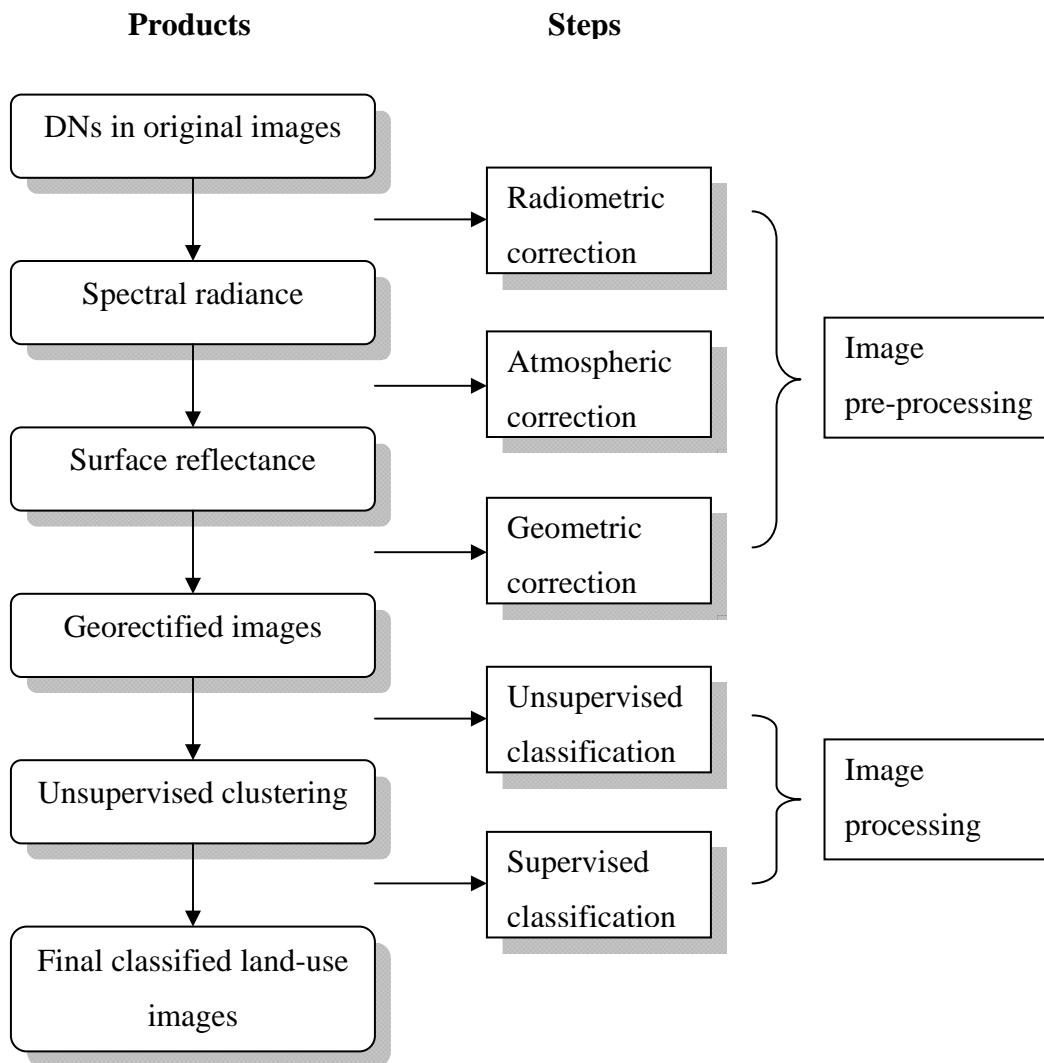 Products
Steps
DNs in original images
Radiometric
correction
Spectral radiance
Atmospheric
correction
Image
pre-processing
Surface reflectance
Geometric
correction
Georectified images
Unsupervised
classification
Unsupervised clustering
Image
processing
Supervised
classification
Final classified land-use
images